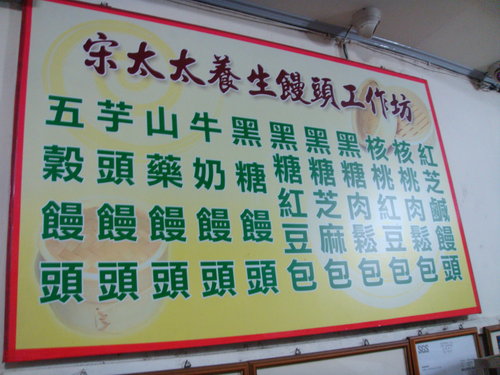 宋太太養生饅頭工作坊
五穀饅頭
芋頭饅頭
山藥饅頭
牛奶饅頭
黑糖饅頭
黑糖紅豆包
黑糖芝麻包
黑糖肉鬆包
核桃紅豆包
核桃肉鬆包
紅芝鹹饅頭
SGS